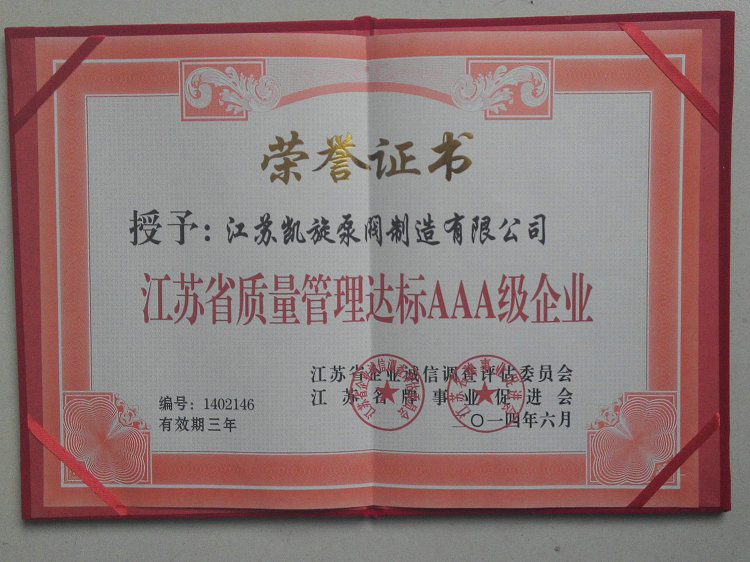 荣誉证书
授予：江苏凯旋泵阀制造有限公司
江苏省质量管理达标AAA级企业
江苏省企业诚信调查评估委员会
江苏名牌事业促进会
二〇一四年六月
编号：1402146
有效期三年